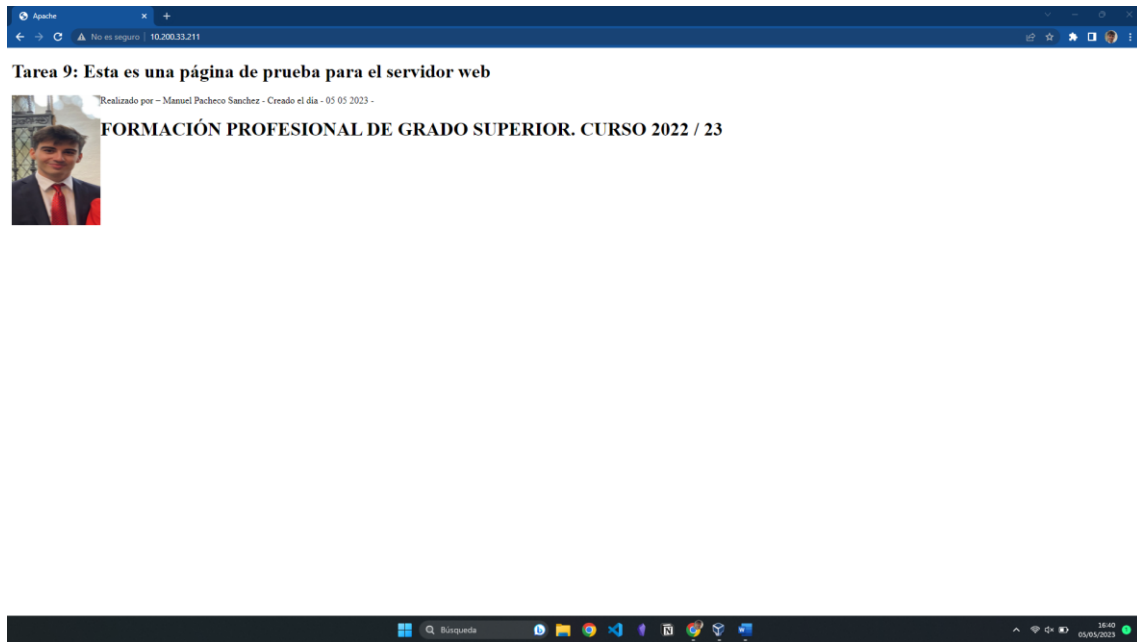 Apache
No es seguro
10.200.33.211
Tarea 9: Esta es una página de prueba para el servidor web
Realizado por – Manuel Pacheco Sanchez - Creado el dia - 05 05 2023 -
FORMACIÓN PROFESIONAL DE GRADO SUPERIOR. CURSO 2022 / 23
Búsqueda
16:40
05/05/2023